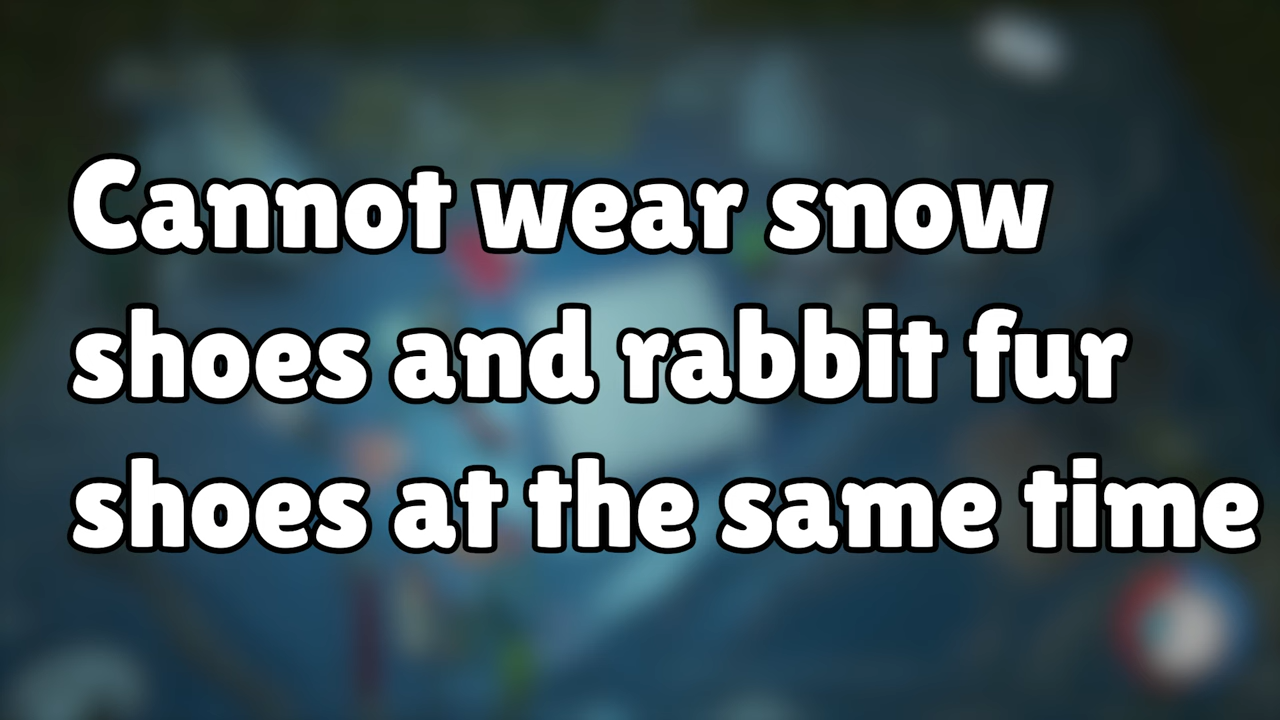 Cannot wear snow
shoes and rabbit fur
shoes at the same time